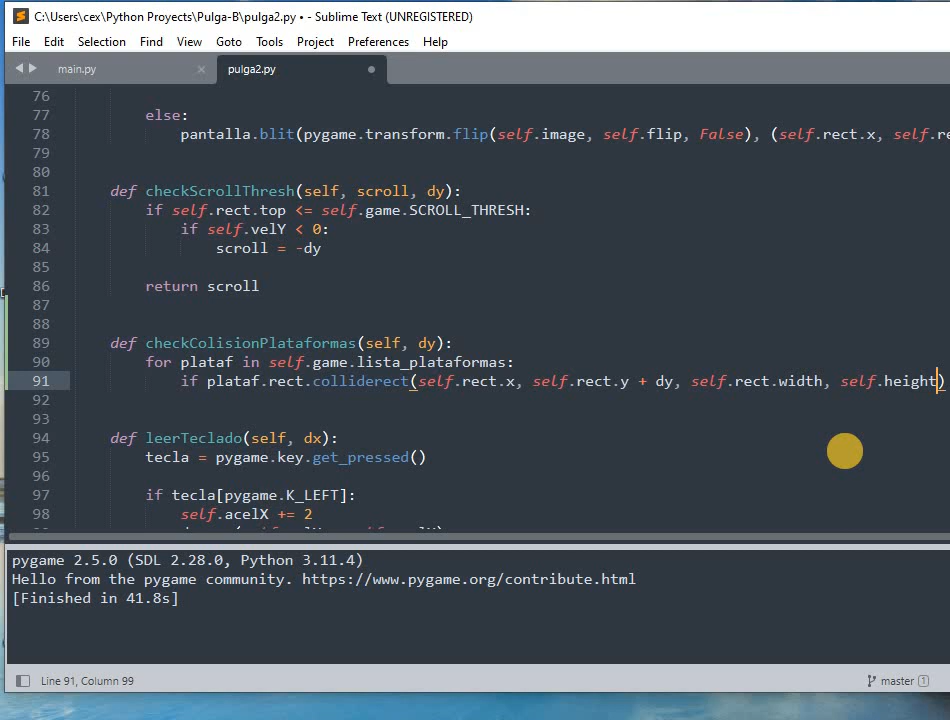 C:\Users\cex\Python Proyects\Pulga-B\pulga2.py • - Sublime Text (UNREGISTERED)
File Edit Selection Find View Goto Tools Project Preferences Help
main.py × pulga2.py
76
77 else:
78 pantalla.blit(pygame.transform.flip(self.image, self.flip, False), (self.rect.x, self.re
79
80
81 def checkScrollThresh(self, scroll, dy):
82 if self.rect.top <= self.game.SCROLL_THRESH:
83 if self.velY < 0:
84 scroll = -dy
85
86 return scroll
87
88
89 def checkColisionPlataformas(self, dy):
90 for plataf in self.game.lista_plataformas:
91 if plataf.rect.colliderect(self.rect.x, self.rect.y + dy, self.rect.width, self.height)
92
93
94 def leerTeclado(self, dx):
95 tecla = pygame.key.get_pressed()
96
97 if tecla[pygame.K_LEFT]:
98 self.acelX += 2
pygame 2.5.0 (SDL 2.28.0, Python 3.11.4)
Hello from the pygame community. https://www.pygame.org/contribute.html
[Finished in 41.8s]
Line 91, Column 99 master 1